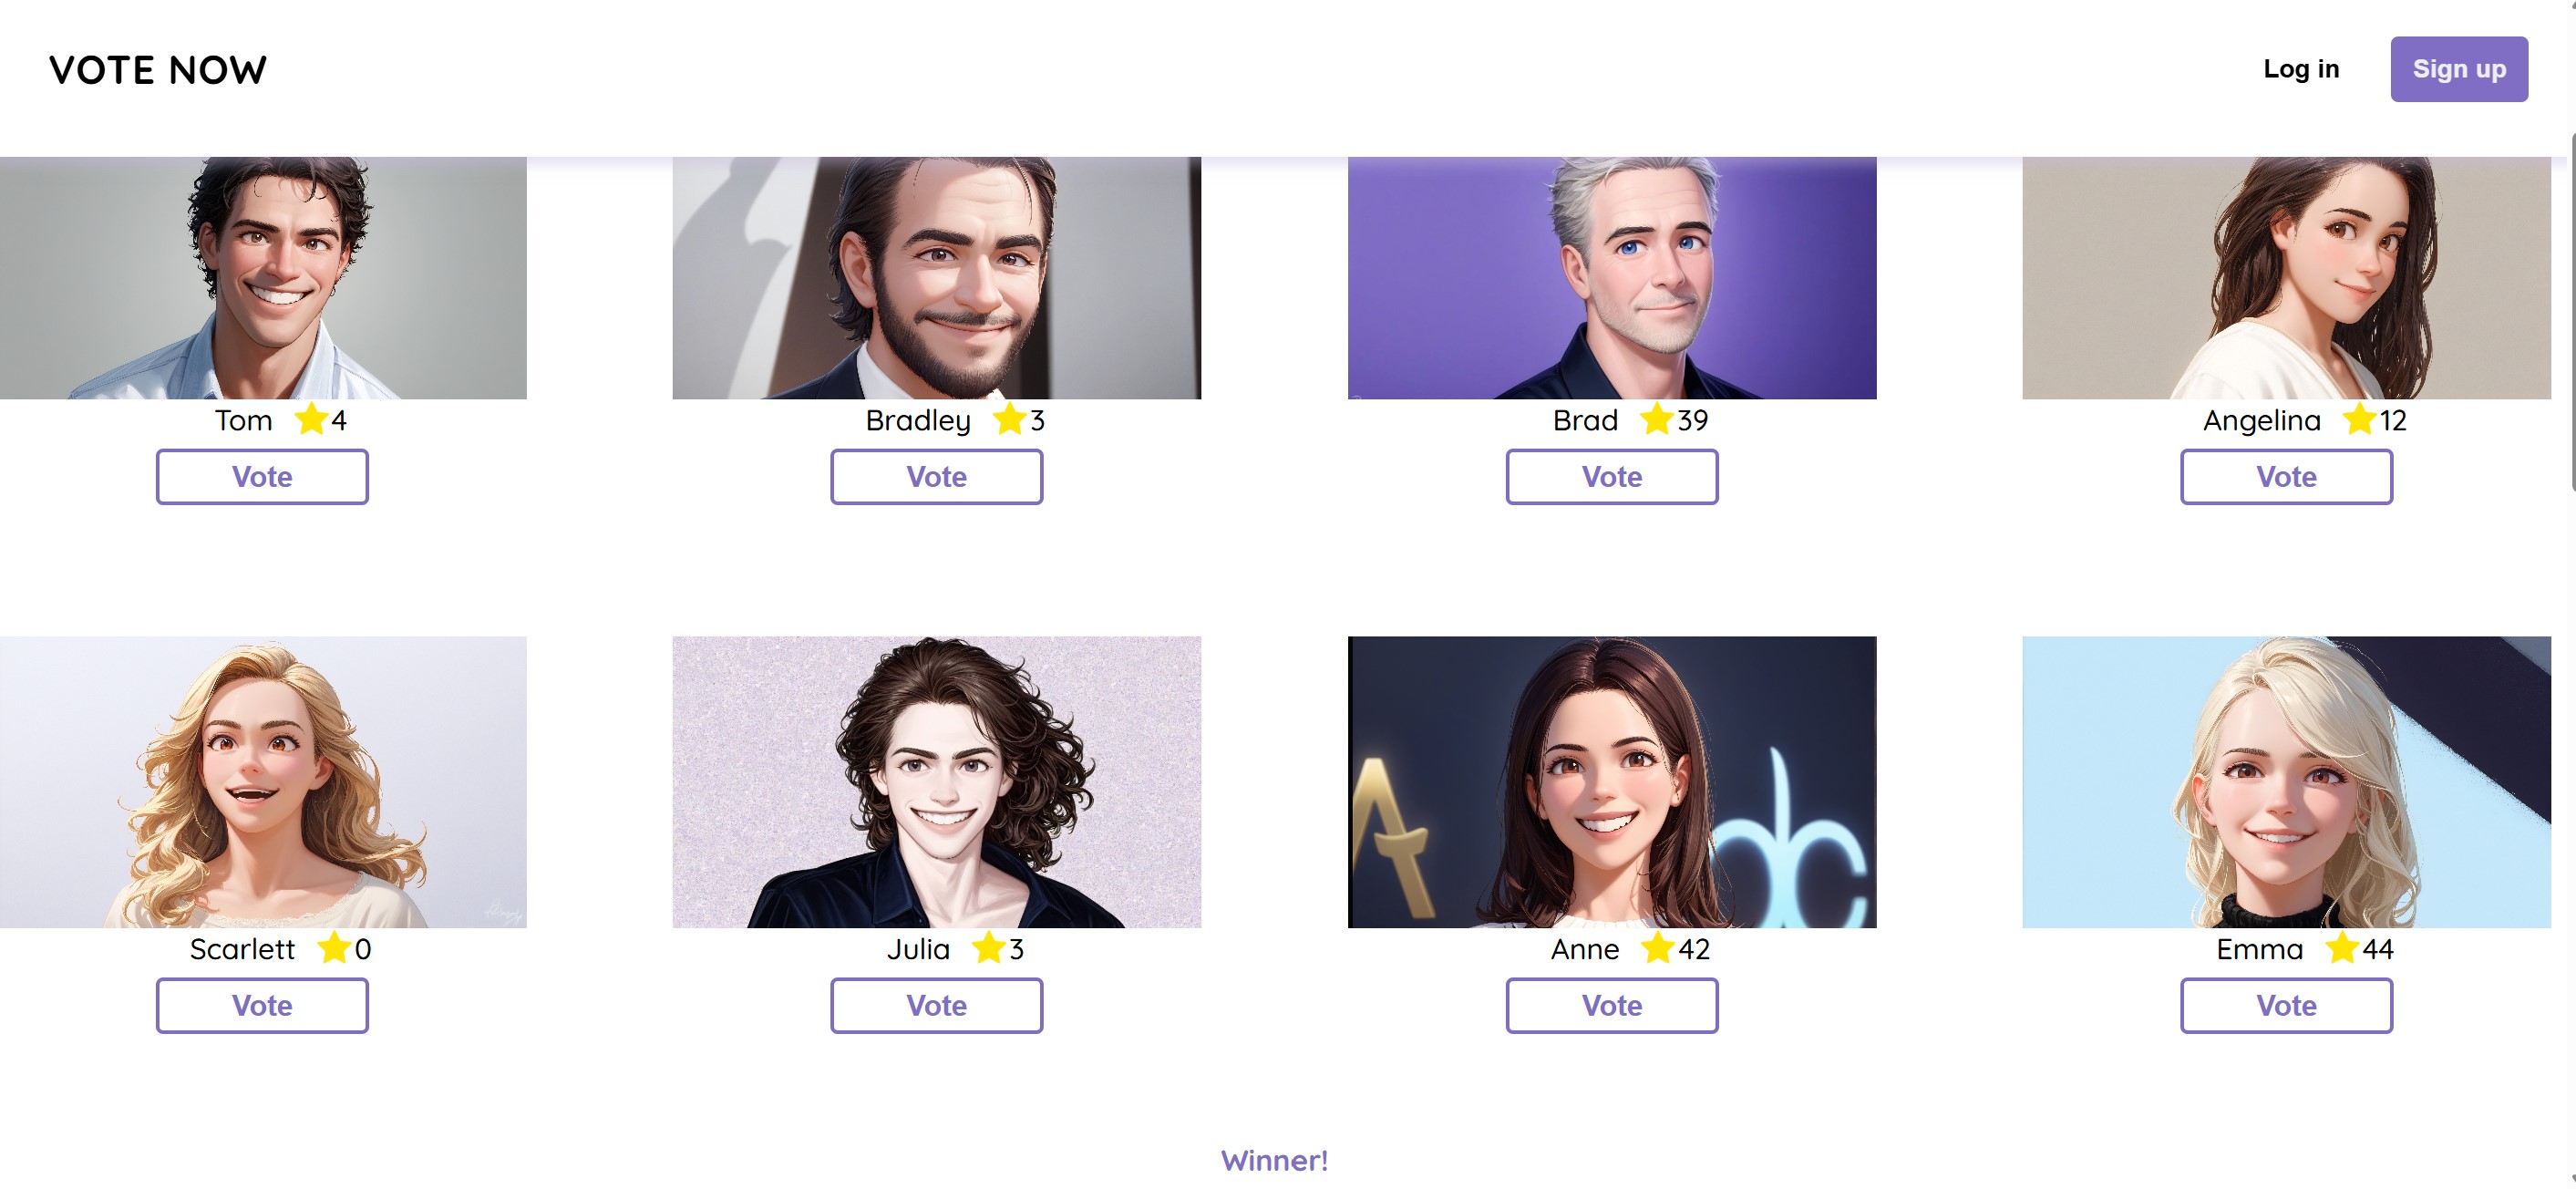 VOTE NOW
Log in
Sign up
Tom 4
Bradley 3
Brad 39
Angelina 12
Vote
Vote
Vote
Vote
Scarlett 0
Julia 3
Anne 42
Emma 44
Vote
Vote
Vote
Vote
Winner!